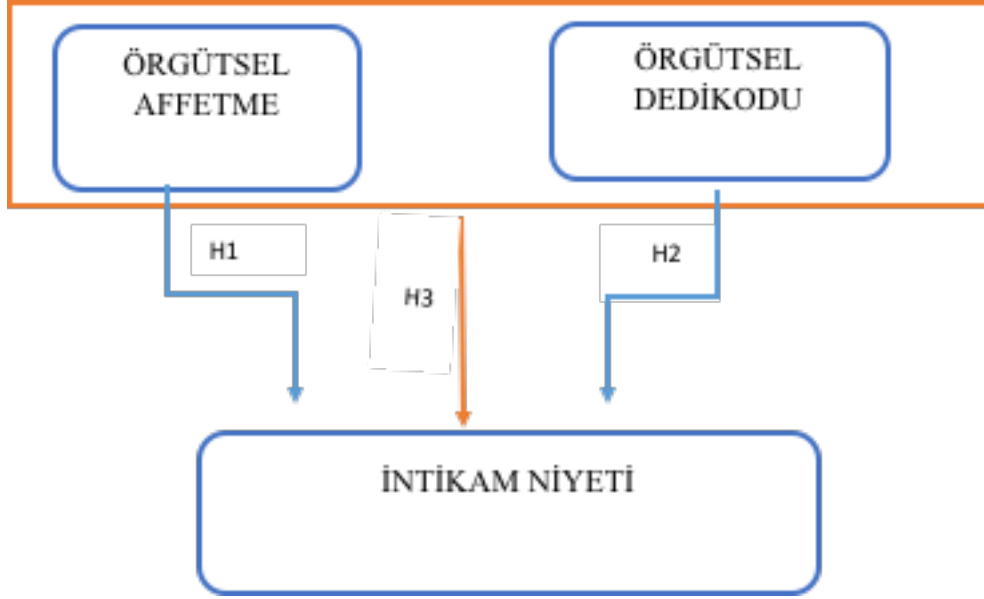 ÖRGÜTSEL
AFFETME
ÖRGÜTSEL
DEDİKODU
H1
H2
H3
İNTİKAM NİYETİ